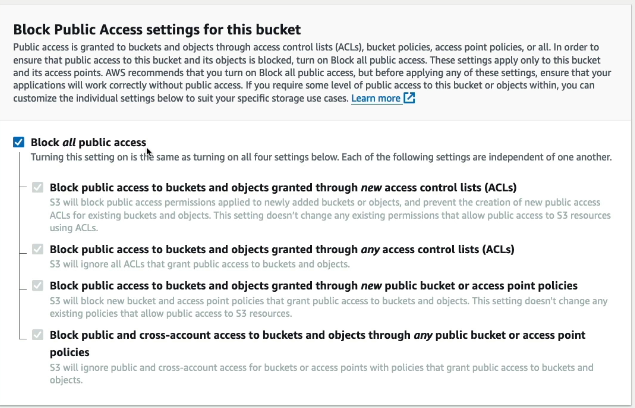 Block Public Access settings for this bucket
Public access is granted to buckets and objects through access control lists (ACLs), bucket policies, access point policies, or all. In order to
ensure that public access to this bucket and its objects is blocked, turn on Block all public access. These settings apply only to this bucket
and its access points. AWS recommends that you turn on Block all public access, but before applying any of these settings, ensure that your
applications will work correctly without public access. If you require some level of public access to this bucket or objects within, you can
customize the individual settings below to suit your specific storage use cases. Learn more
Block all public access
Turning this setting on is the same as turning on all four settings below. Each of the following settings are independent of one another.
Block public access to buckets and objects granted through new access control lists (ACLs)
S3 will block public access permissions applied to newly added buckets or objects, and prevent the creation of new public access
ACLs for existing buckets and objects. This setting doesn't change any existing permissions that allow public access to S3 resources
using ACLs.
Block public access to buckets and objects granted through any access control lists (ACLs)
S3 will ignore all ACLs that grant public access to buckets and objects.
Block public access to buckets and objects granted through new public bucket or access point policies
S3 will block new bucket and access point policies that grant public access to buckets and objects. This setting doesn't change any
existing policies that allow public access to S3 resources.
Block public and cross-account access to buckets and objects through any public bucket or access point
policies
S3 will ignore public and cross-account access for buckets or access points with policies that grant public access to buckets and
objects.